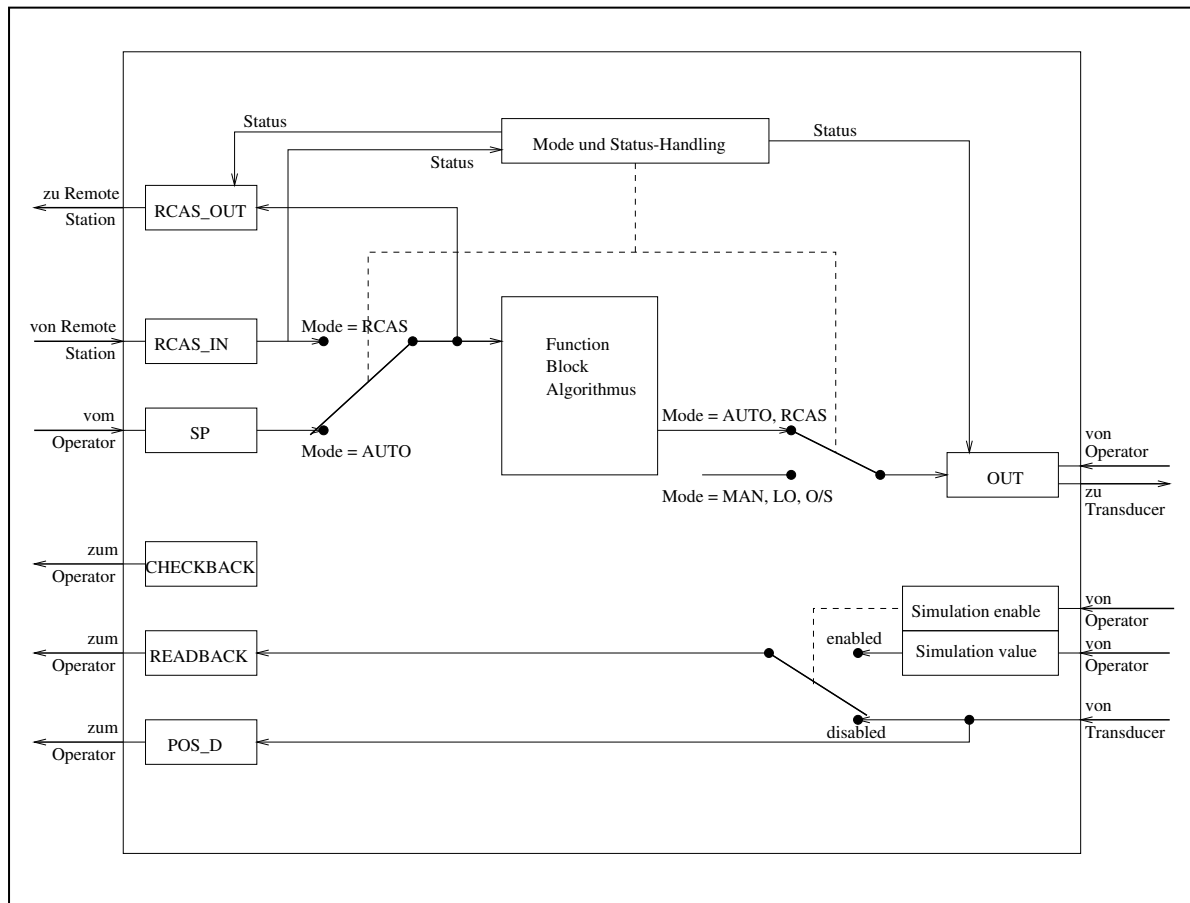 Status
Mode und Status-Handling
Status
Status
zu Remote
Station
RCAS_OUT
von Remote
Station
RCAS_IN
Mode = RCAS
Function
Block
Algorithmus
vom
Operator
SP
Mode = AUTO
Mode = AUTO, RCAS
Mode = MAN, LO, O/S
OUT
von
Operator
zu
Transducer
zum
Operator
CHECKBACK
Simulation enable
von
Operator
zum
Operator
READBACK
enabled
Simulation value
von
Operator
zum
Operator
POS_D
disabled
von
Transducer